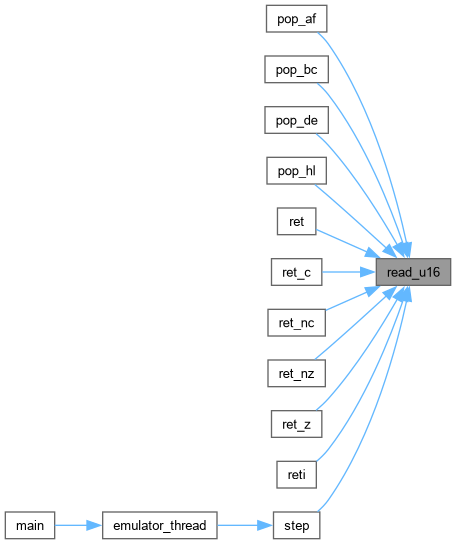 pop_af
pop_bc
pop_de
pop_hl
ret
read_u16
ret_c
ret_nc
ret_nz
ret_z
reti
main
emulator_thread
step